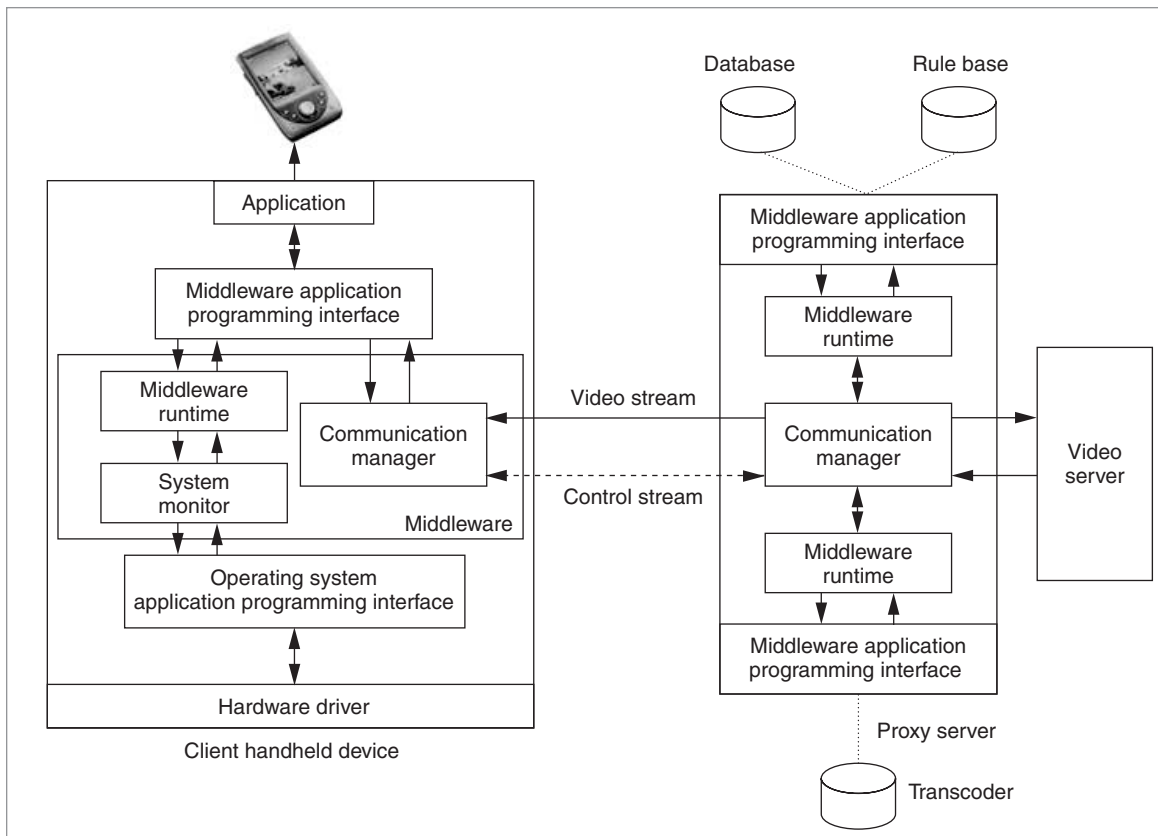 Database
Rule base
Application
Middleware application
programming interface
Middleware
runtime
Communication
manager
System
monitor
Middleware
Operating system
application programming interface
Hardware driver
Client handheld device
Video stream
Control stream
Middleware application
programming interface
Middleware
runtime
Communication
manager
Middleware
runtime
Middleware application
programming interface
Video
server
Proxy server
Transcoder